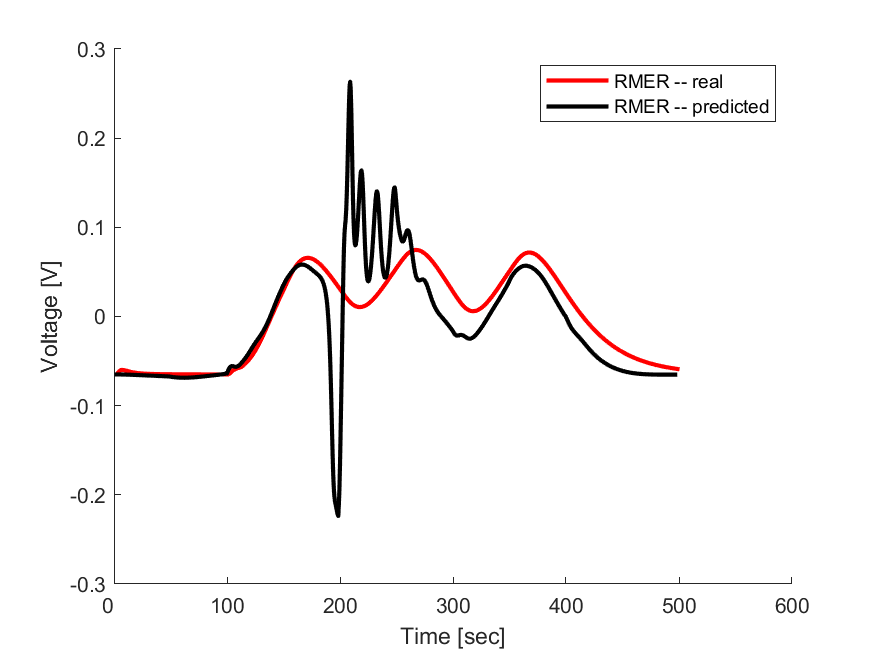 0.3
0.2
0.1
0
-0.1
-0.2
-0.3
0 100 200 300 400 500 600
Time [sec]
Voltage [V]
RMER -- real
RMER -- predicted